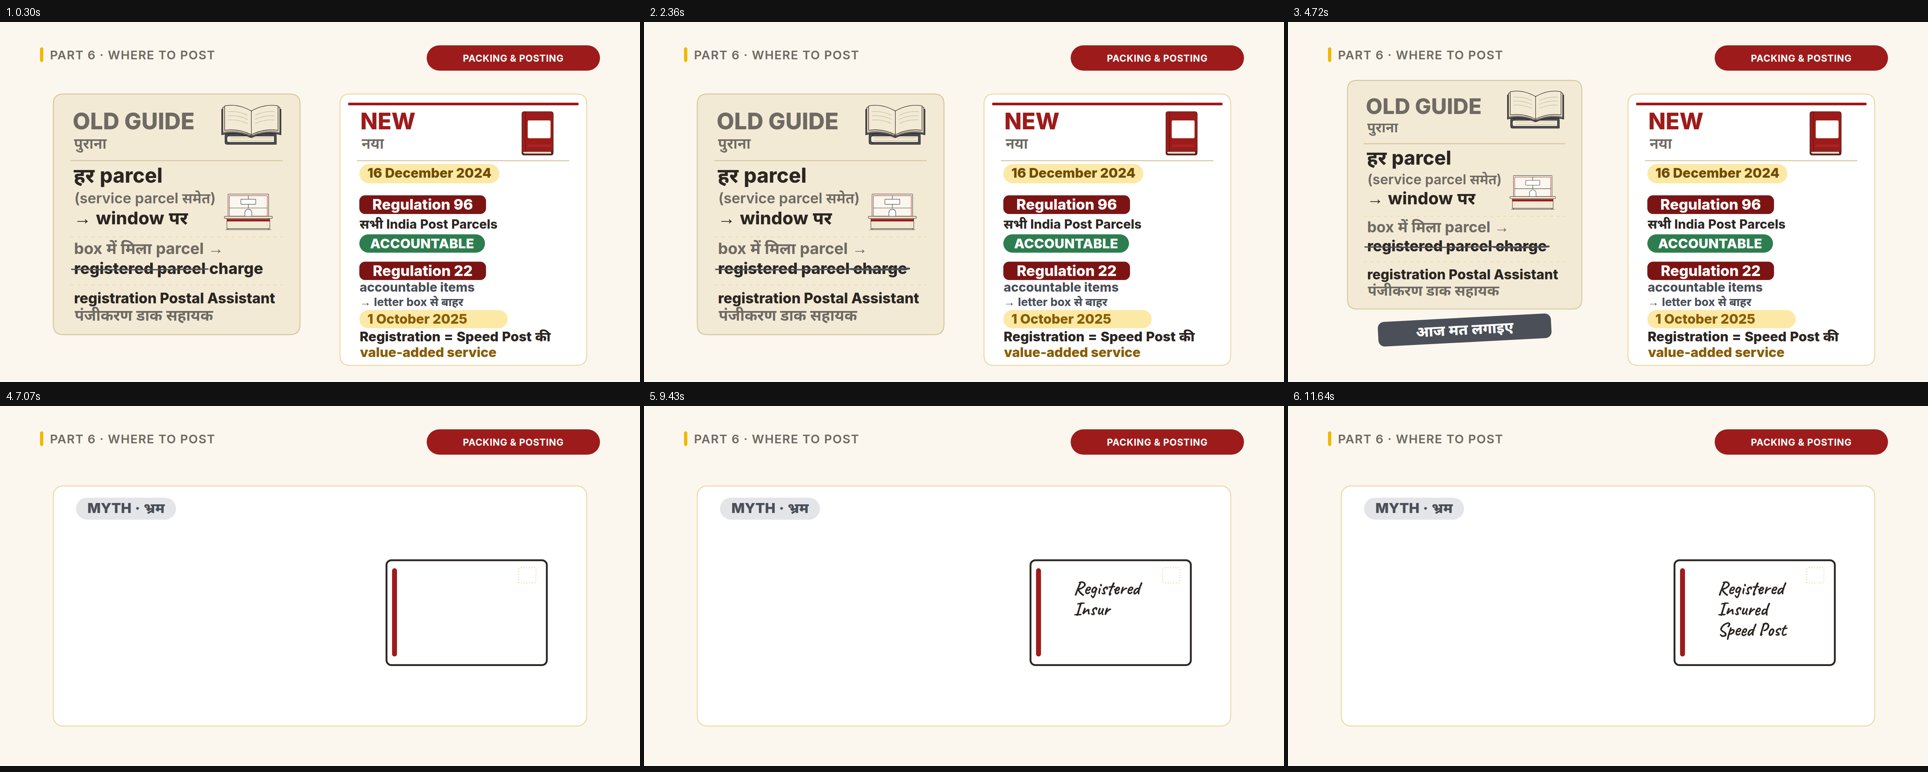 1. 0.30s
PART 6 · WHERE TO POST
PACKING & POSTING
OLD GUIDE
पुराना
हर parcel
(service parcel समेत)
→ window पर
box में मिला parcel →
registered parcel charge
registration Postal Assistant
पंजीकरण डाक सहायक
NEW
नया
16 December 2024
Regulation 96
सभी India Post Parcels
ACCOUNTABLE
Regulation 22
accountable items
→ letter box से बाहर
1 October 2025
Registration = Speed Post की
value-added service
2. 2.36s
PART 6 · WHERE TO POST
PACKING & POSTING
OLD GUIDE
पुराना
हर parcel
(service parcel समेत)
→ window पर
box में मिला parcel →
registered parcel charge
registration Postal Assistant
पंजीकरण डाक सहायक
NEW
नया
16 December 2024
Regulation 96
सभी India Post Parcels
ACCOUNTABLE
Regulation 22
accountable items
→ letter box से बाहर
1 October 2025
Registration = Speed Post की
value-added service
3. 4.72s
PART 6 · WHERE TO POST
PACKING & POSTING
OLD GUIDE
पुराना
हर parcel
(service parcel समेत)
→ window पर
box में मिला parcel →
registered parcel charge
registration Postal Assistant
पंजीकरण डाक सहायक
आज मत लगाइए
NEW
नया
16 December 2024
Regulation 96
सभी India Post Parcels
ACCOUNTABLE
Regulation 22
accountable items
→ letter box से बाहर
1 October 2025
Registration = Speed Post की
value-added service
4. 7.07s
PART 6 · WHERE TO POST
PACKING & POSTING
MYTH · भ्रम
5. 9.43s
PART 6 · WHERE TO POST
PACKING & POSTING
MYTH · भ्रम
Registered
Insur
6. 11.64s
PART 6 · WHERE TO POST
PACKING & POSTING
MYTH · भ्रम
Registered
Insured
Speed Post